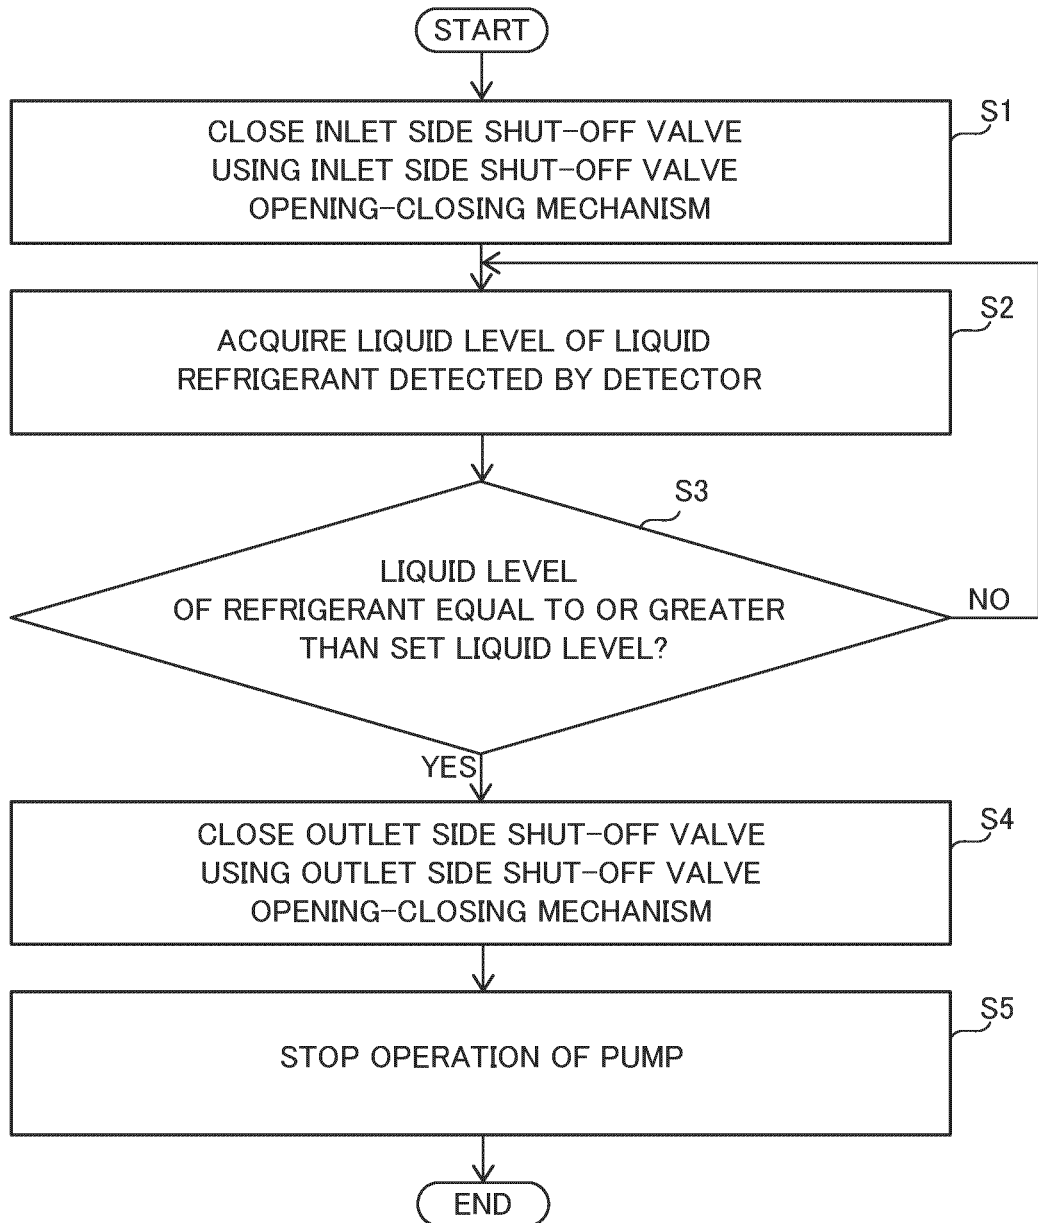 START
S1
CLOSE INLET SIDE SHUT-OFF VALVE
USING INLET SIDE SHUT-OFF VALVE
OPENING-CLOSING MECHANISM
S2
ACQUIRE LIQUID LEVEL OF LIQUID
REFRIGERANT DETECTED BY DETECTOR
S3
LIQUID LEVEL
OF REFRIGERANT EQUAL TO OR GREATER
THAN SET LIQUID LEVEL?
NO
YES
S4
CLOSE OUTLET SIDE SHUT-OFF VALVE
USING OUTLET SIDE SHUT-OFF VALVE
OPENING-CLOSING MECHANISM
S5
STOP OPERATION OF PUMP
END